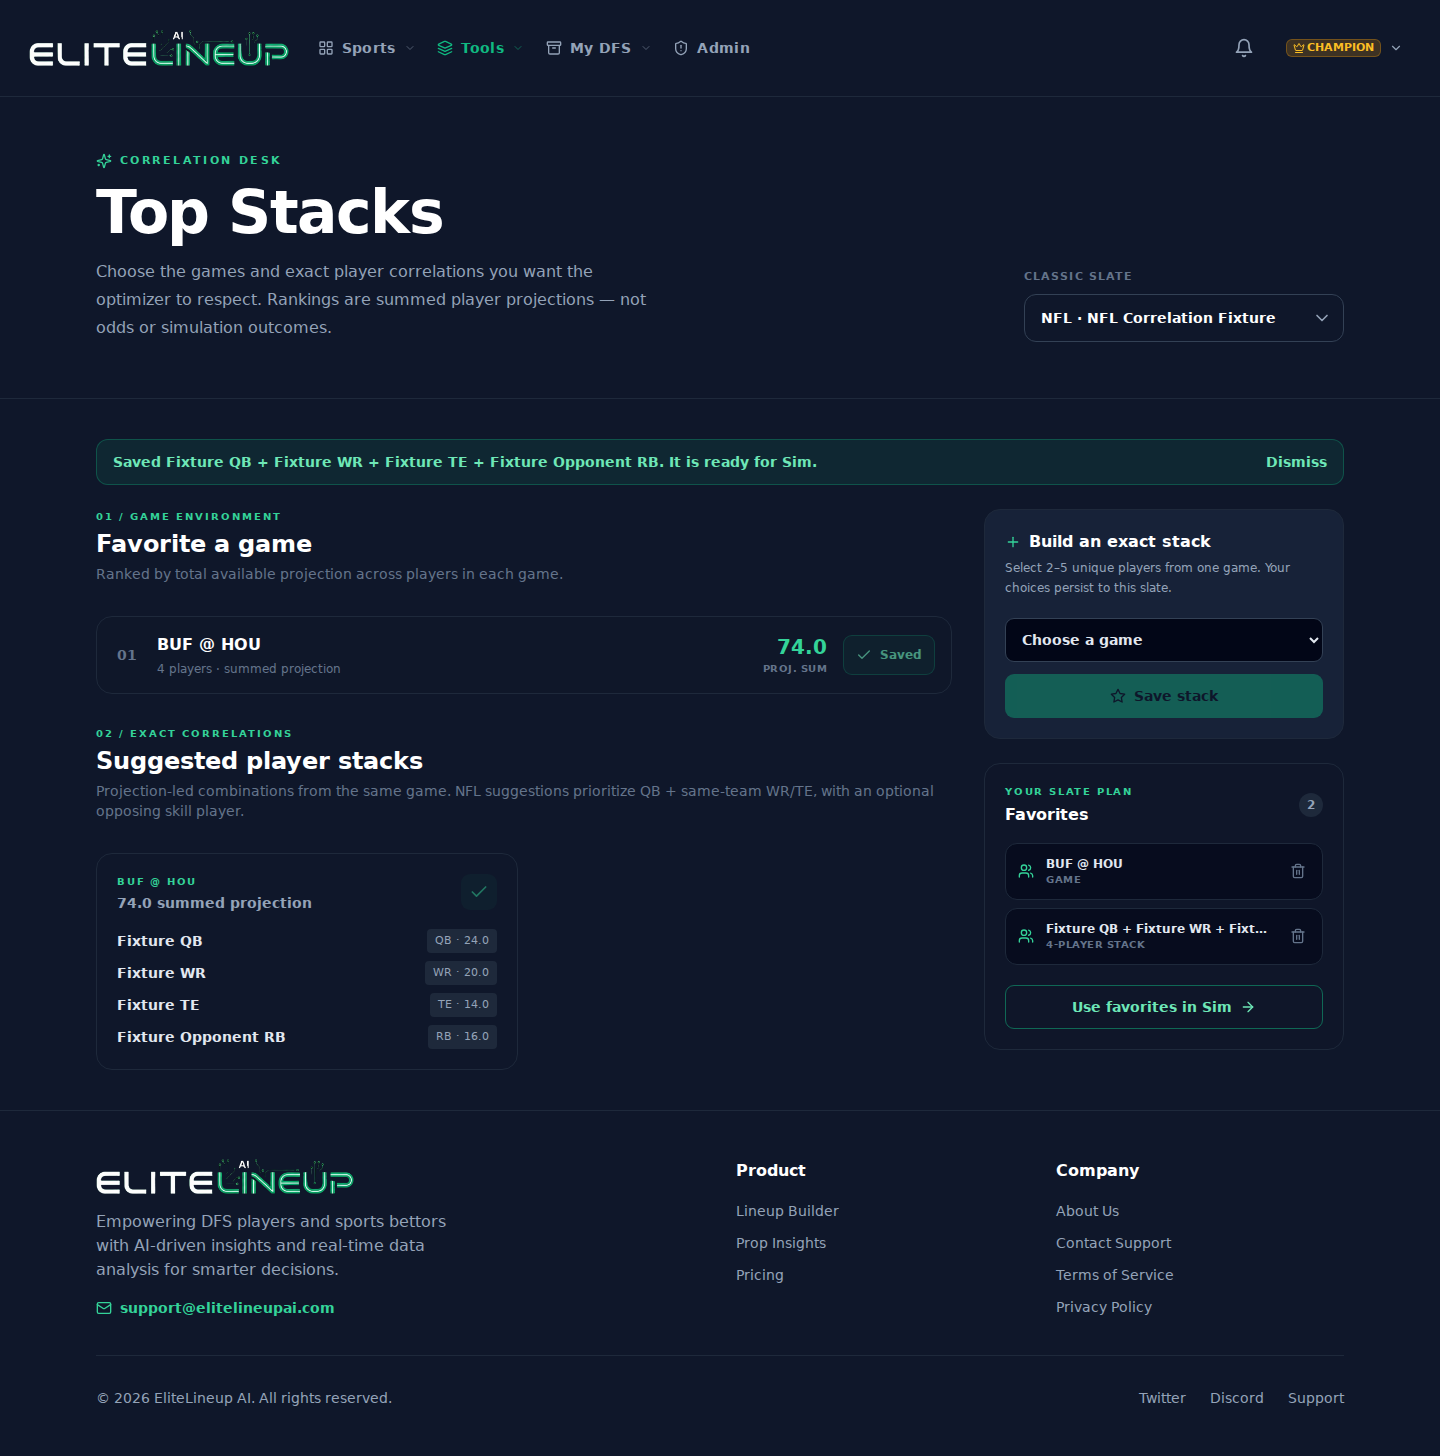 ELITELINEUP AI
Sports
Tools
My DFS
Admin
CHAMPION
CORRELATION DESK
Top Stacks
Choose the games and exact player correlations you want the
optimizer to respect. Rankings are summed player projections — not
odds or simulation outcomes.
CLASSIC SLATE
NFL · NFL Correlation Fixture
Saved Fixture QB + Fixture WR + Fixture TE + Fixture Opponent RB. It is ready for Sim.
Dismiss
01 / GAME ENVIRONMENT
Favorite a game
Ranked by total available projection across players in each game.
01
BUF @ HOU
4 players · summed projection
74.0
PROJ. SUM
Saved
02 / EXACT CORRELATIONS
Suggested player stacks
Projection-led combinations from the same game. NFL suggestions prioritize QB + same-team WR/TE, with an optional
opposing skill player.
BUF @ HOU
74.0 summed projection
Fixture QB
QB · 24.0
Fixture WR
WR · 20.0
Fixture TE
TE · 14.0
Fixture Opponent RB
RB · 16.0
Build an exact stack
Select 2–5 unique players from one game. Your
choices persist to this slate.
Choose a game
Save stack
YOUR SLATE PLAN
Favorites
2
BUF @ HOU
GAME
Fixture QB + Fixture WR + Fixt...
4-PLAYER STACK
Use favorites in Sim
ELITELINEUP AI
Empowering DFS players and sports bettors
with AI-driven insights and real-time data
analysis for smarter decisions.
support@elitelineupai.com
Product
Lineup Builder
Prop Insights
Pricing
Company
About Us
Contact Support
Terms of Service
Privacy Policy
© 2026 EliteLineup AI. All rights reserved.
Twitter
Discord
Support